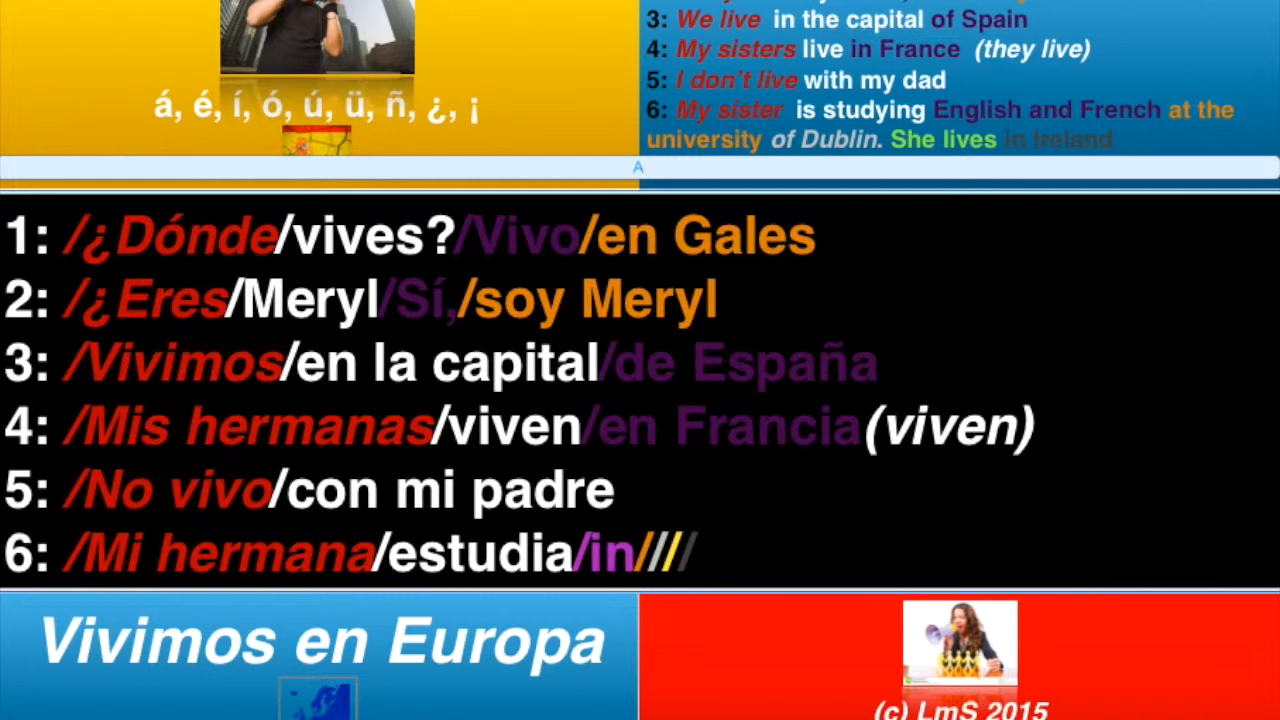 á, é, í, ó, ú, ü, ñ, ¿, ¡
3: We live in the capital of Spain
4: My sisters live in France (they live)
5: I don't live with my dad
6: My sister is studying English and French at the
university of Dublin. She lives in Ireland
A
1: /¿Dónde/vives?/Vivo/en Gales
2: /¿Eres/Meryl/Sí,/soy Meryl
3: /Vivimos/en la capital/de España
4: /Mis hermanas/viven/en Francia(viven)
5: /No vivo/con mi padre
6: /Mi hermana/estudia/in////
Vivimos en Europa
(c) LmS 2015